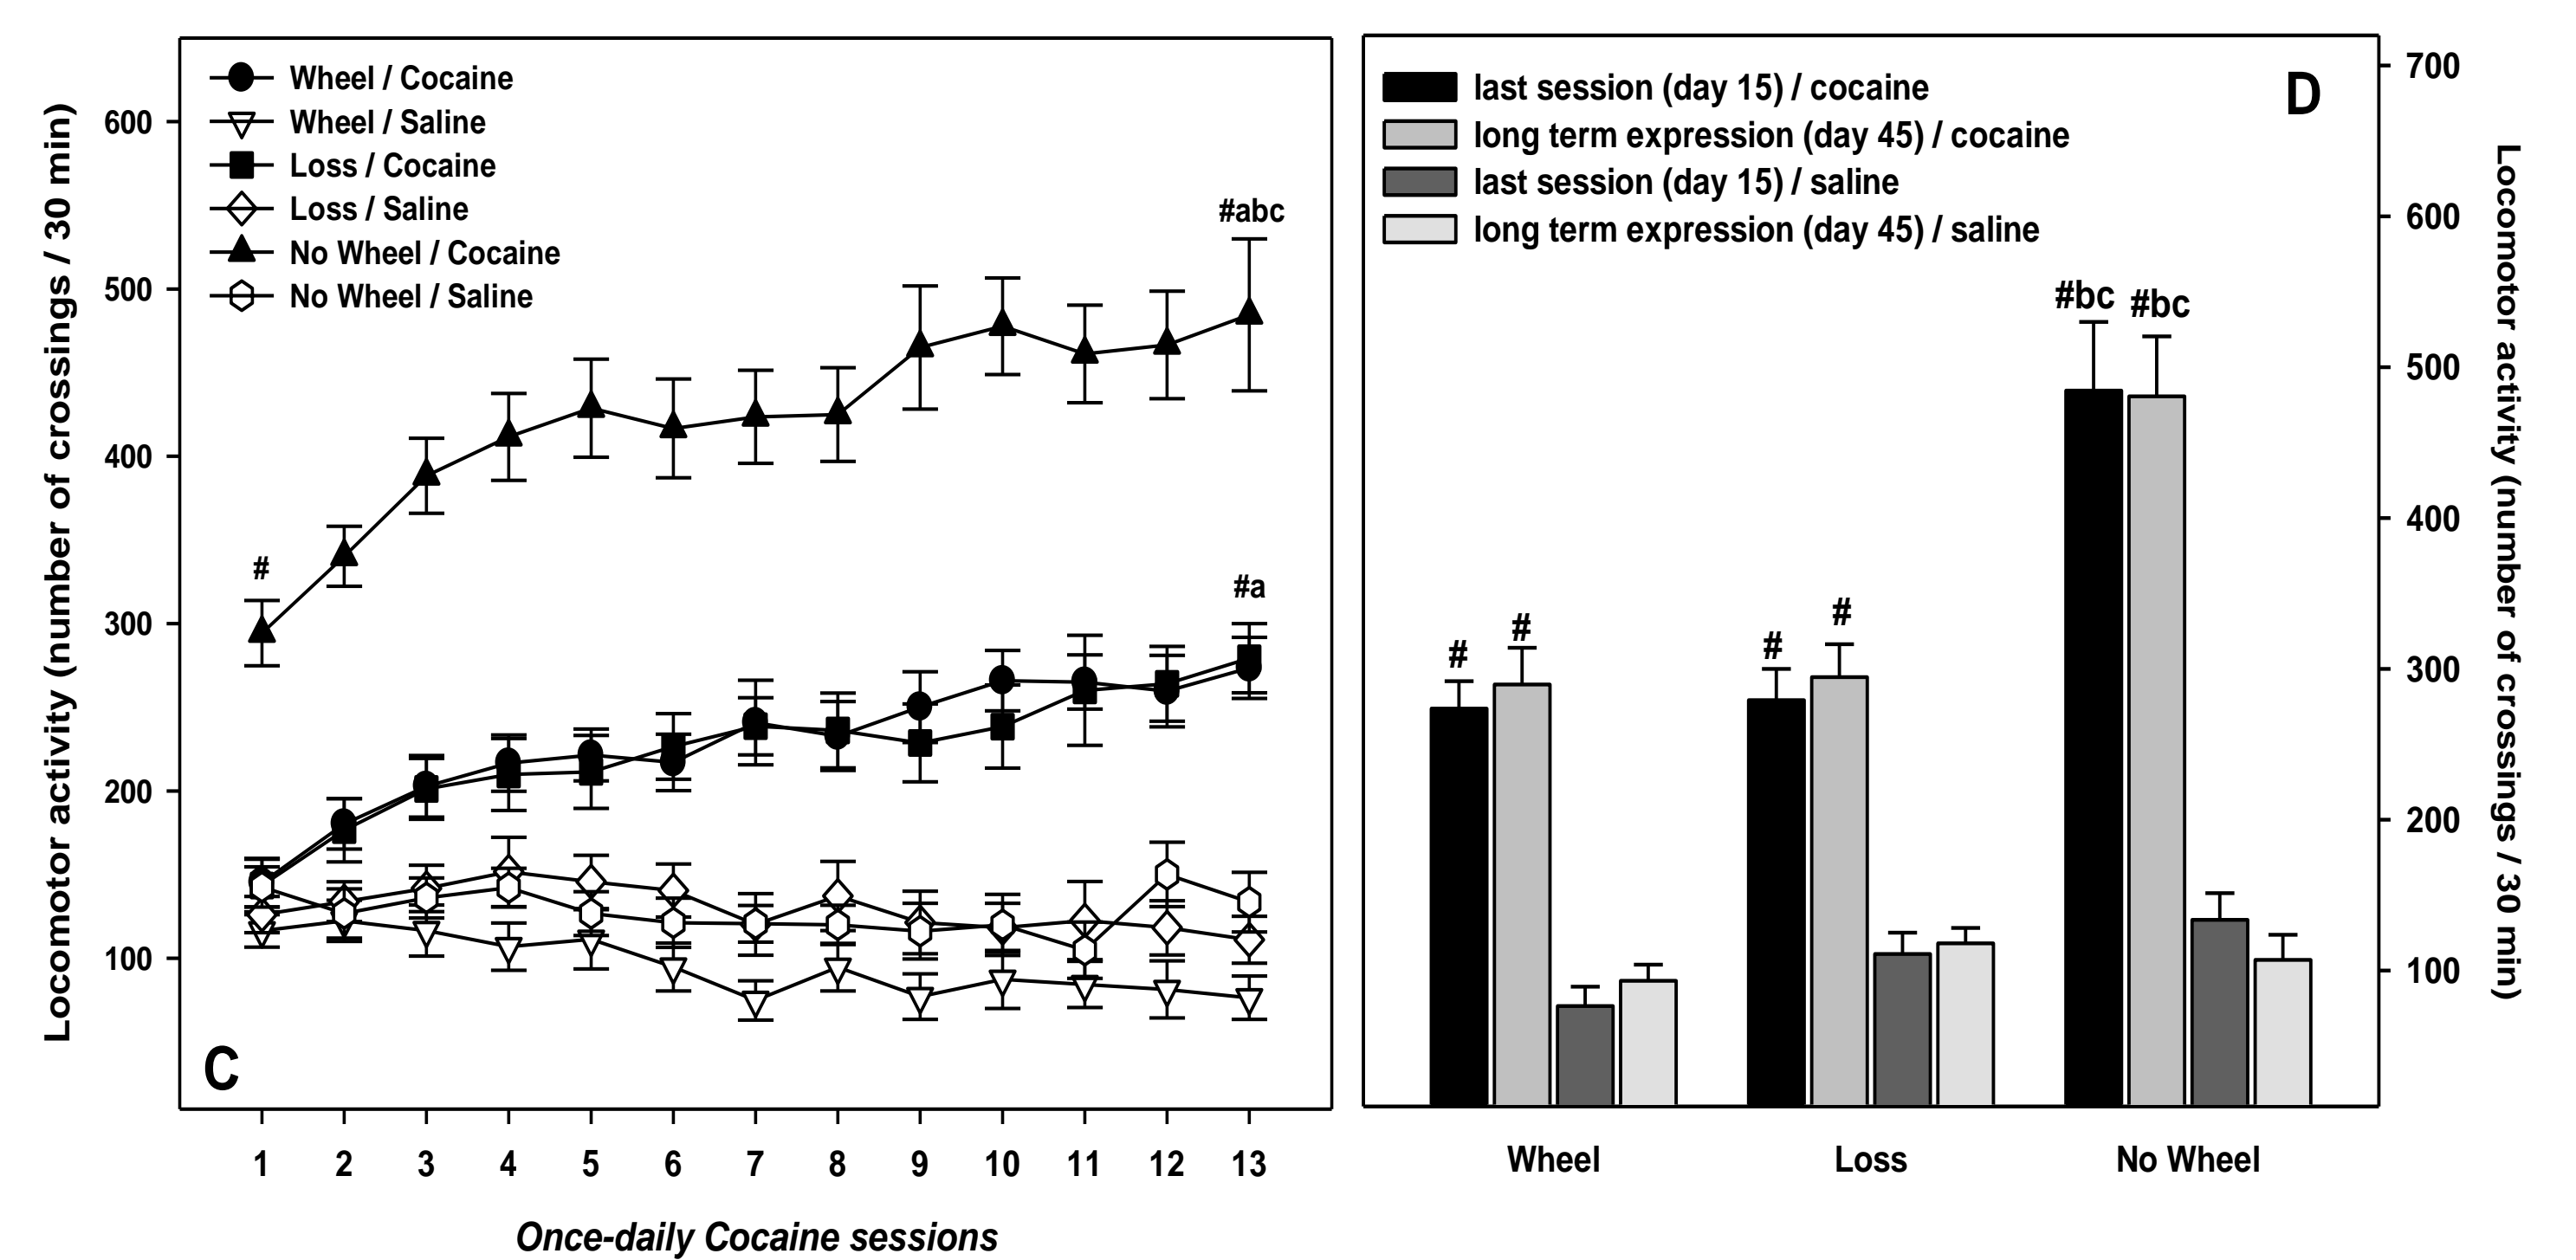 Locomotor activity (number of crossings / 30 min)
600
500
400
300
200
100
Wheel / Cocaine
Wheel / Saline
Loss / Cocaine
Loss / Saline
No Wheel / Cocaine
No Wheel / Saline
#
#abc
#a
C
1 2 3 4 5 6 7 8 9 10 11 12 13
Once-daily Cocaine sessions
last session (day 15) / cocaine
long term expression (day 45) / cocaine
last session (day 15) / saline
long term expression (day 45) / saline
D
# # # # #bc #bc
Wheel Loss No Wheel
700
600
500
400
300
200
100
Locomotor activity (number of crossings / 30 min)